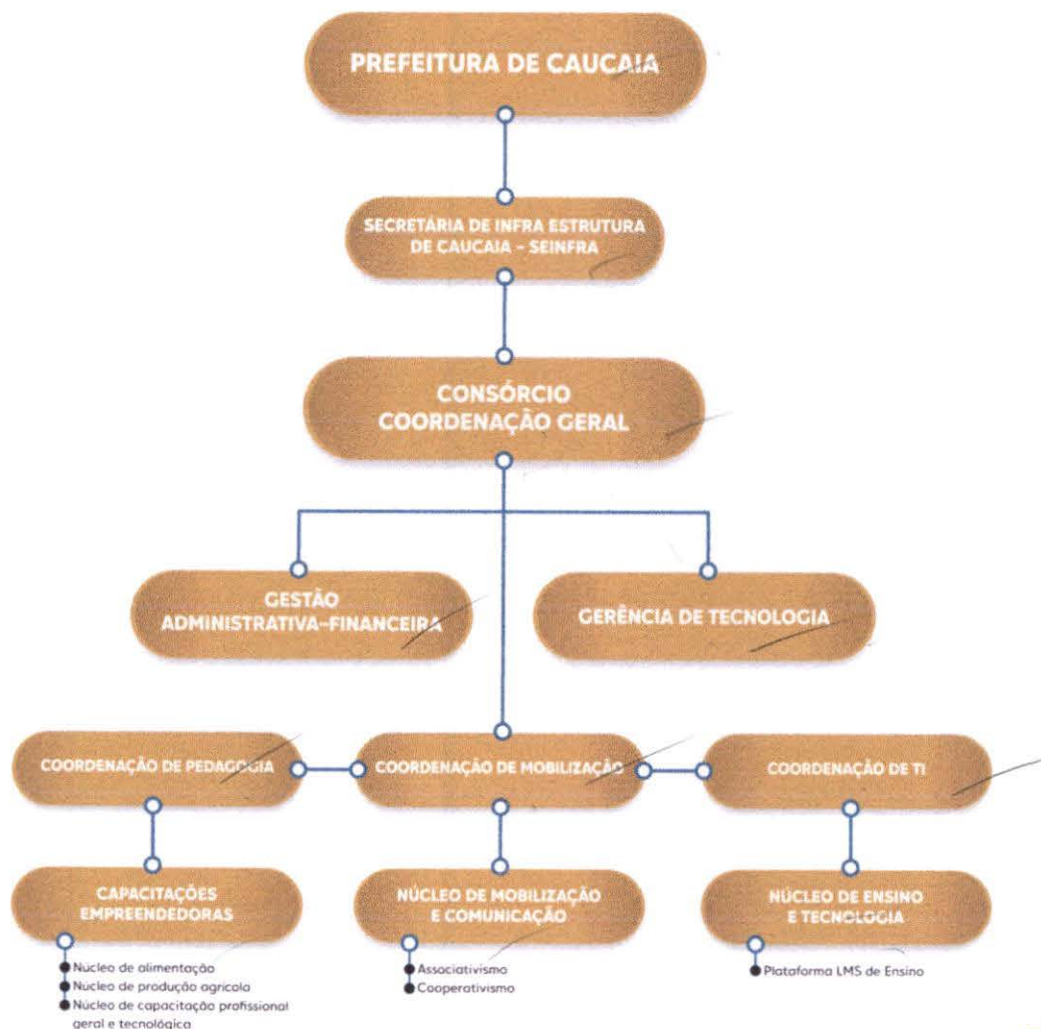 PREFEITURA DE CAUCAIA
SECRETÁRIA DE INFRA ESTRUTURA
DE CAUCAIA - SEINFRA
CONSÓRCIO
COORDENAÇÃO GERAL
GESTÃO
ADMINISTRATIVA-FINANCEIRA
GERÊNCIA DE TECNOLOGIA
COORDENAÇÃO DE PEDAGOGIA
COORDENAÇÃO DE MOBILIZAÇÃO
COORDENAÇÃO DE TI
CAPACITAÇÕES
EMPREENDEDORAS
NÚCLEO DE MOBILIZAÇÃO
E COMUNICAÇÃO
NÚCLEO DE ENSINO
E TECNOLOGIA
Núcleo de alimentação
Núcleo de produção agrícola
Núcleo de capacitação profissional
geral e tecnológica
Associativismo
Cooperativismo
Plataforma LMS de Ensino